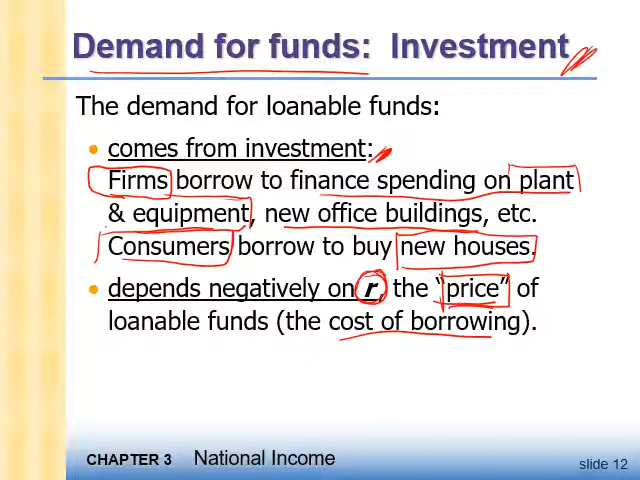 Demand for funds: Investment
The demand for loanable funds:
• comes from investment:
Firms borrow to finance spending on plant
& equipment, new office buildings, etc.
Consumers borrow to buy new houses.
• depends negatively on r, the “price” of
loanable funds (the cost of borrowing).
CHAPTER 3 National Income
slide 12